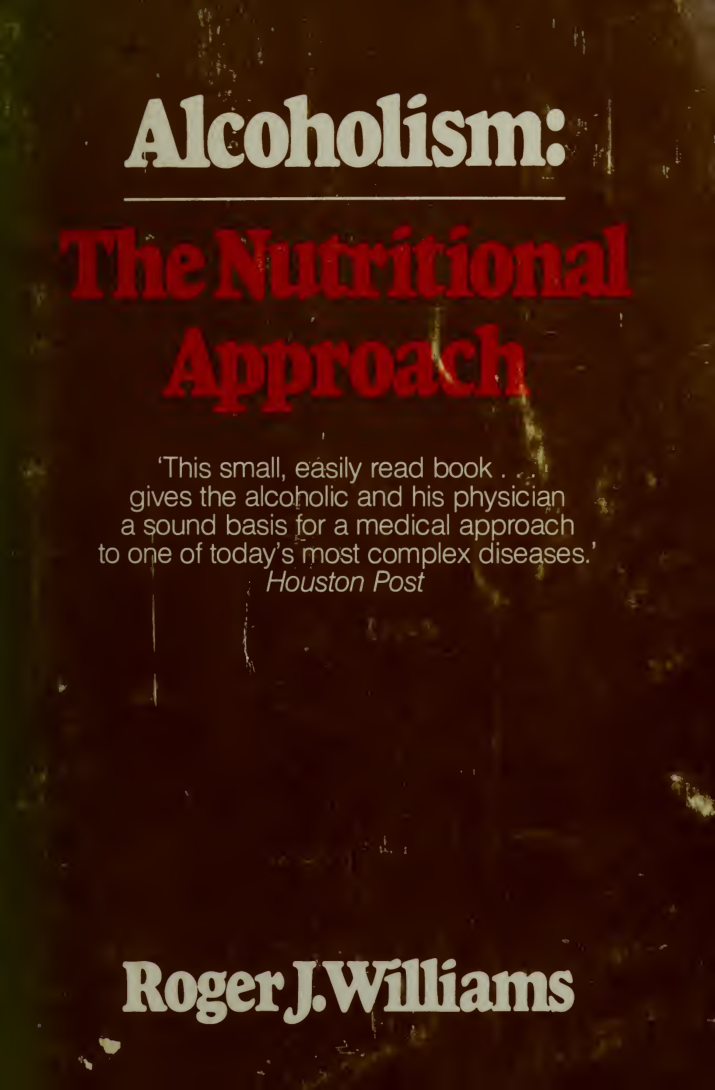 Alcoholism:
The Nutritional
Approach
‘This small, easily read book . . .
gives the alcoholic and his physician
a sound basis for a medical approach
to one of today’s most complex diseases.’
Houston Post
Roger J. Williams